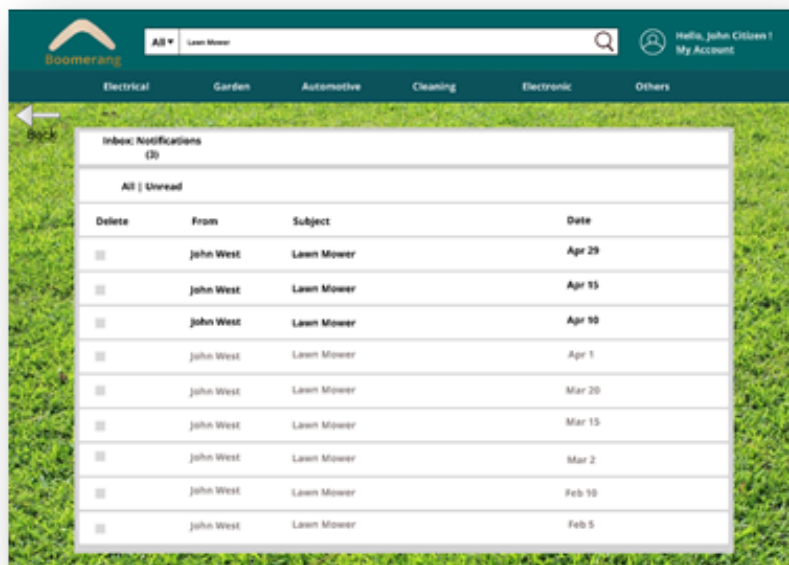 All ▾ Lawn Mower
Hello, John Citizen !
My Account
Boomerang
Electrical Garden Automotive Cleaning Electronic Others
Back
Inbox: Notifications
(3)
All | Unread
Delete From Subject Date
John West Lawn Mower Apr 29
John West Lawn Mower Apr 15
John West Lawn Mower Apr 10
John West Lawn Mower Apr 1
John West Lawn Mower Mar 20
John West Lawn Mower Mar 15
John West Lawn Mower Mar 2
John West Lawn Mower Feb 10
John West Lawn Mower Feb 5